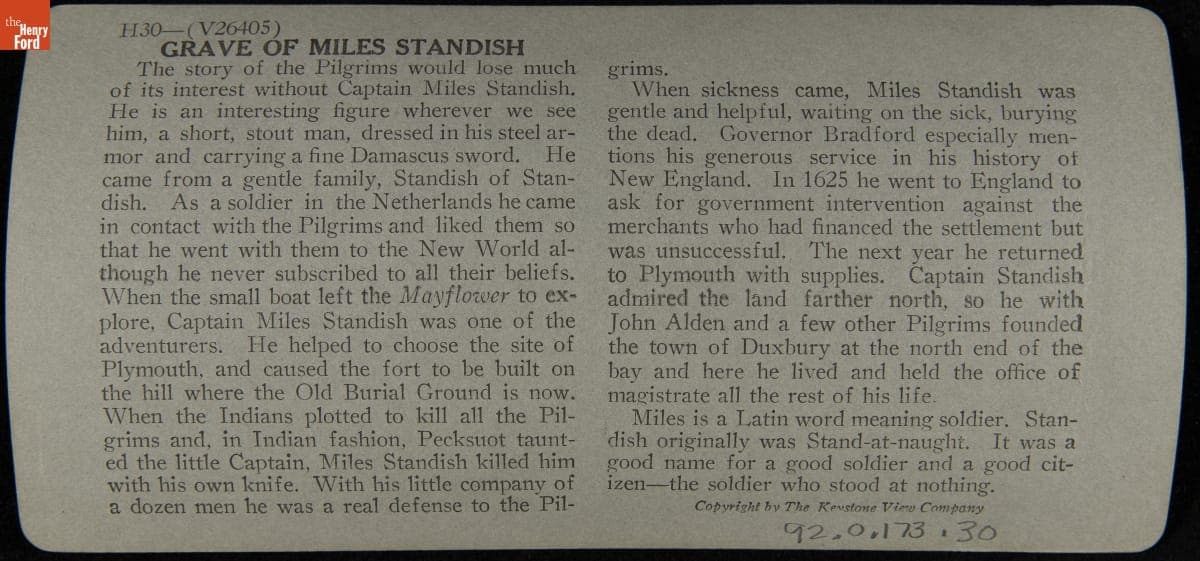 the
Henry
Ford
H30—(V26405)
GRAVE OF MILES STANDISH
The story of the Pilgrims would lose much
of its interest without Captain Miles Standish.
He is an interesting figure wherever we see
him, a short, stout man, dressed in his steel ar-
mor and carrying a fine Damascus sword. He
came from a gentle family, Standish of Stan-
dish. As a soldier in the Netherlands he came
in contact with the Pilgrims and liked them so
that he went with them to the New World al-
though he never subscribed to all their beliefs.
When the small boat left the Mayflower to ex-
plore, Captain Miles Standish was one of the
adventurers. He helped to choose the site of
Plymouth, and caused the fort to be built on
the hill where the Old Burial Ground is now.
When the Indians plotted to kill all the Pil-
grims and, in Indian fashion, Pecksuot taunt-
ed the little Captain, Miles Standish killed him
with his own knife. With his little company of
a dozen men he was a real defense to the Pil-
grims.
When sickness came, Miles Standish was
gentle and helpful, waiting on the sick, burying
the dead. Governor Bradford especially men-
tions his generous service in his history of
New England. In 1625 he went to England to
ask for government intervention against the
merchants who had financed the settlement but
was unsuccessful. The next year he returned
to Plymouth with supplies. Captain Standish
admired the land farther north, so he with
John Alden and a few other Pilgrims founded
the town of Duxbury at the north end of the
bay and here he lived and held the office of
magistrate all the rest of his life.
Miles is a Latin word meaning soldier. Stan-
dish originally was Stand-at-naught. It was a
good name for a good soldier and a good cit-
izen—the soldier who stood at nothing.
Copyright by The Keystone View Company
92.0.173.30